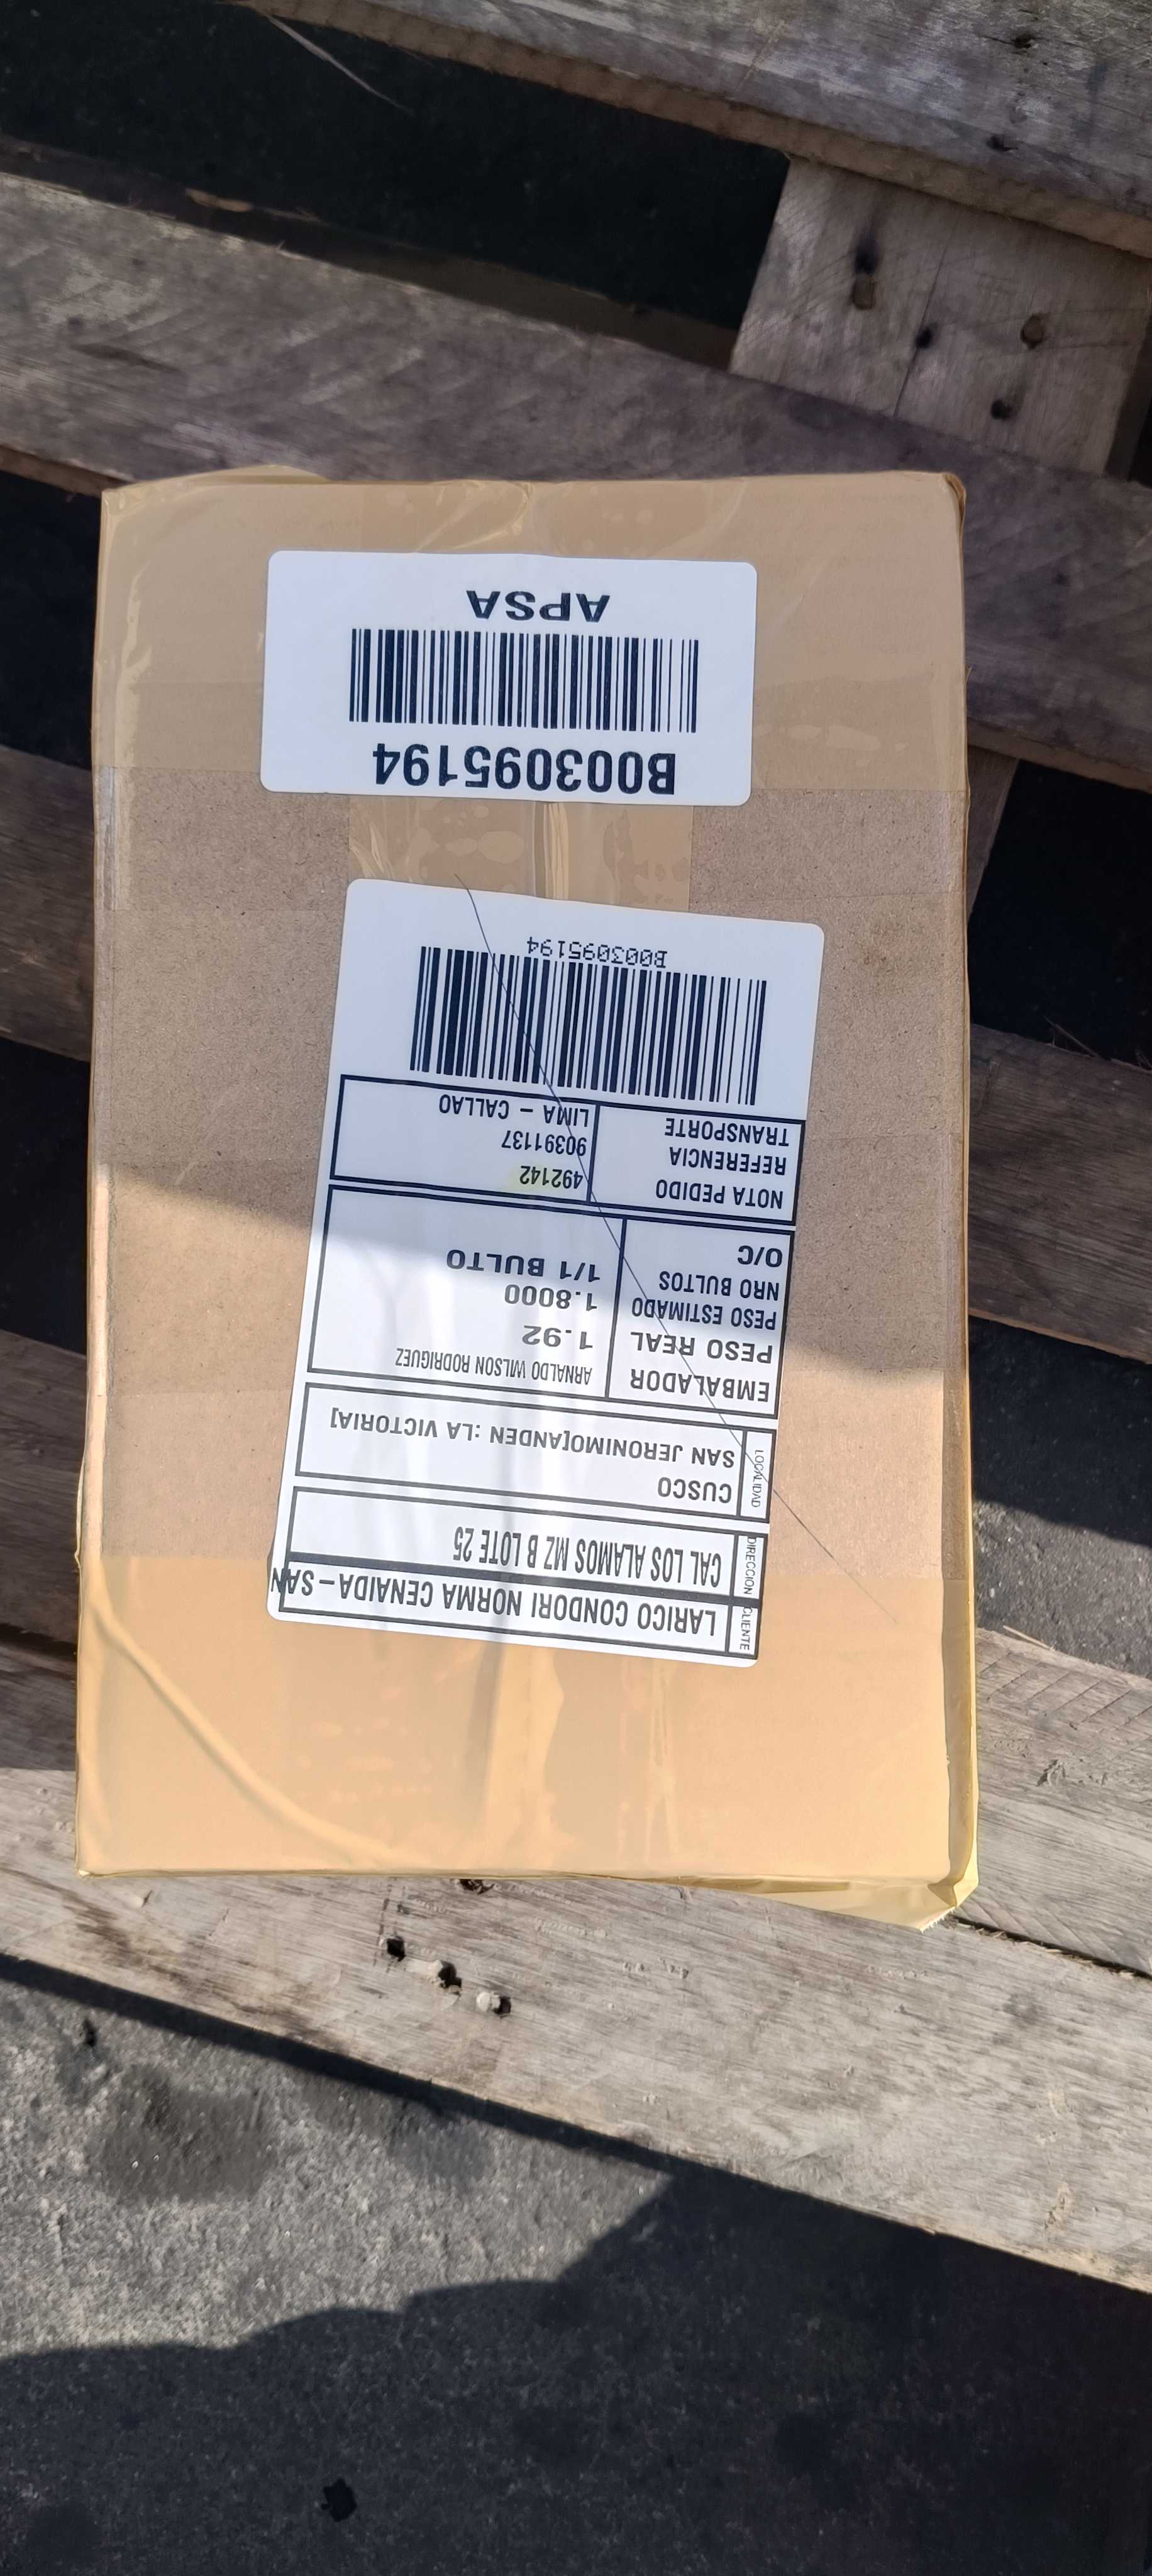 CLIENTE LARICO CONDORI NORMA CENAIDA-SAN
DIRECCION CAL LOS ALAMOS MZ B LOTE 25
LOCALIDAD CUSCO
SAN JERONIMO[ANDEN :LA VICTORIA]
EMBALADOR ARNALDO WILSON RODRIGUEZ
PESO REAL 1.92
PESO ESTIMADO 1.8000
NRO BULTOS 1/1 BULTO
O/C
NOTA PEDIDO 492142
REFERENCIA 90391137
TRANSPORTE LIMA - CALLAO
B003095194
B003095194
APSA